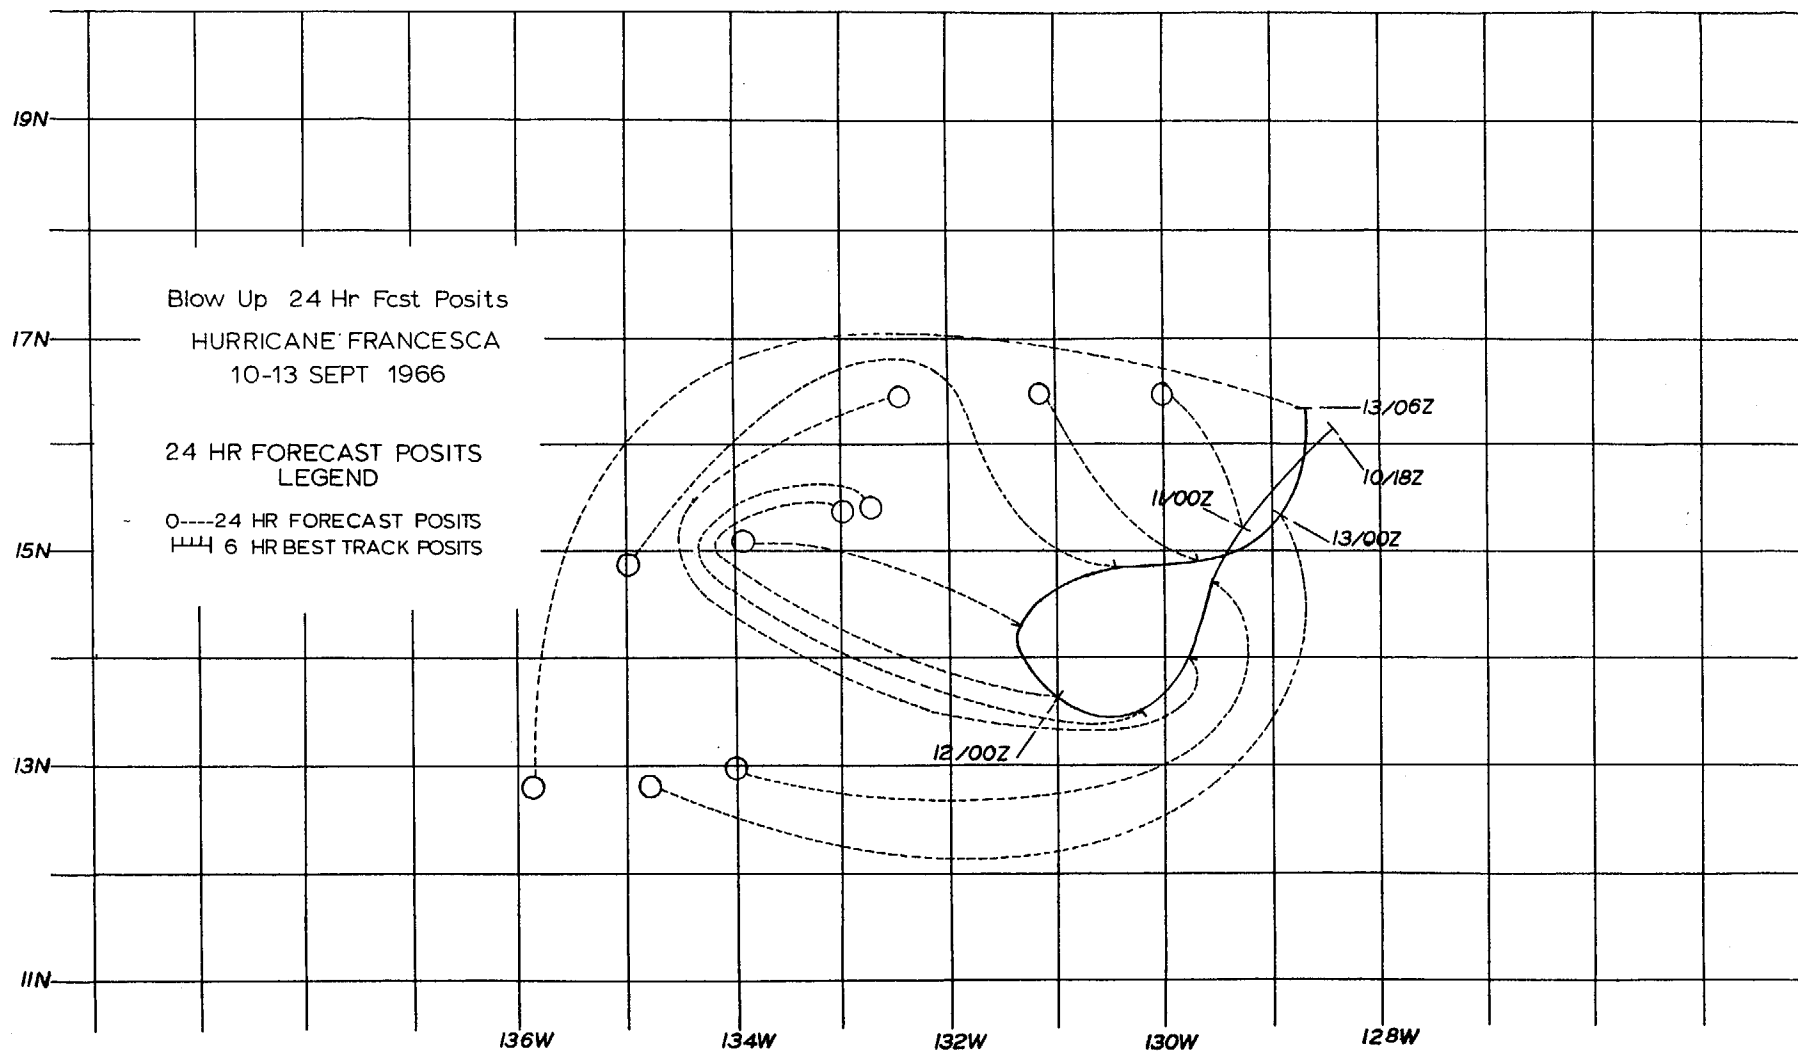 19N
17N
Blow Up 24 Hr Fcst Posits
HURRICANE FRANCESCA
10-13 SEPT 1966
24 HR FORECAST POSITS
LEGEND
O----24 HR FORECAST POSITS
6 HR BEST TRACK POSITS
13/06Z
10/18Z
11/00Z
13/00Z
15N
12/00Z
13N
11N
136W
134W
132W
130W
128W